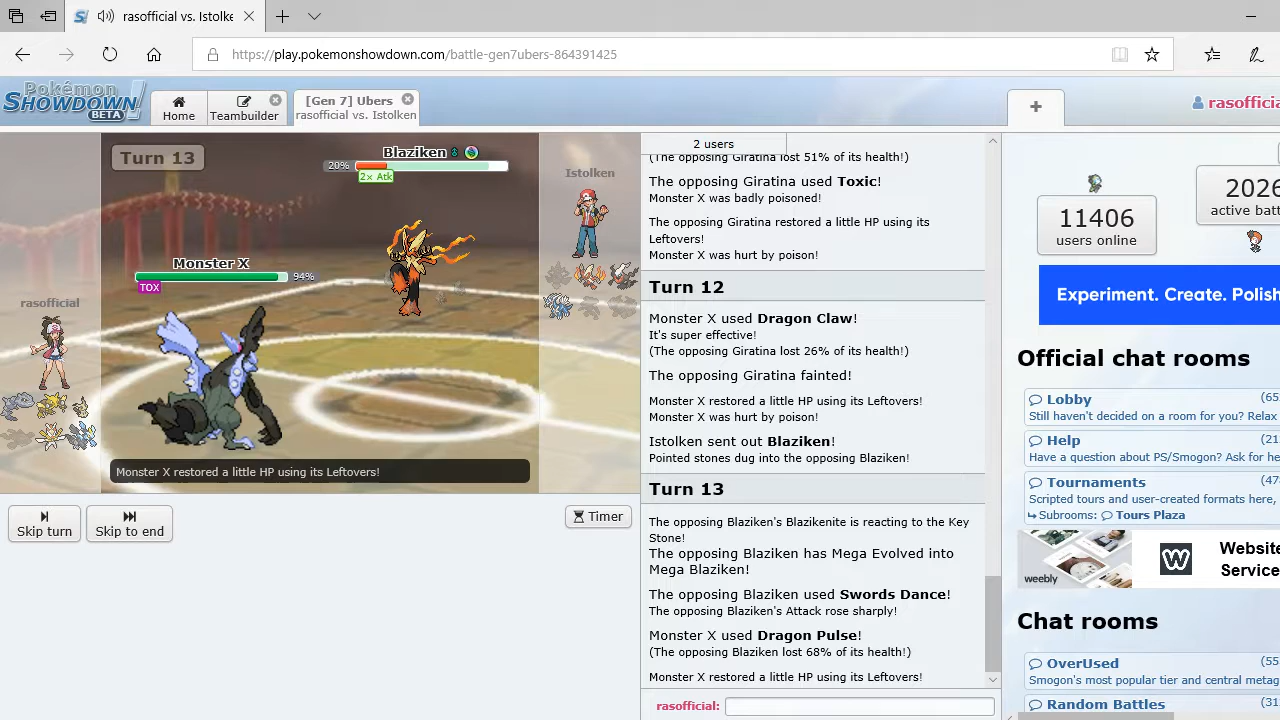 rasofficial vs. Istolke
https://play.pokemonshowdown.com/battle-gen7ubers-864391425
Pokémon
SHOWDOWN!
BETA
Home
Teambuilder
[Gen 7] Ubers
rasofficial vs. Istolken
+
rasofficia
Turn 13
Blaziken
20%
2x Atk
Istolken
Monster X
94%
TOX
rasofficial
Monster X restored a little HP using its Leftovers!
Skip turn
Skip to end
Timer
2 users
(The opposing Giratina lost 51% of its health!)
The opposing Giratina used Toxic!
Monster X was badly poisoned!
The opposing Giratina restored a little HP using its
Leftovers!
Monster X was hurt by poison!
Turn 12
Monster X used Dragon Claw!
It's super effective!
(The opposing Giratina lost 26% of its health!)
The opposing Giratina fainted!
Monster X restored a little HP using its Leftovers!
Monster X was hurt by poison!
Istolken sent out Blaziken!
Pointed stones dug into the opposing Blaziken!
Turn 13
The opposing Blaziken's Blazikenite is reacting to the Key
Stone!
The opposing Blaziken has Mega Evolved into
Mega Blaziken!
The opposing Blaziken used Swords Dance!
The opposing Blaziken's Attack rose sharply!
Monster X used Dragon Pulse!
(The opposing Blaziken lost 68% of its health!)
Monster X restored a little HP using its Leftovers!
rasofficial:
11406
users online
2026
active batt
Experiment. Create. Polish
Official chat rooms
Lobby
(65
Still haven't decided on a room for you? Relax
Help
(21
Have a question about PS/Smogon? Ask for he
Tournaments
(47
Scripted tours and user-created formats here,
Subrooms: Tours Plaza
weebly
W
Website
Service
Chat rooms
OverUsed
(55
Smogon's most popular tier and central metag
Random Battles
(31